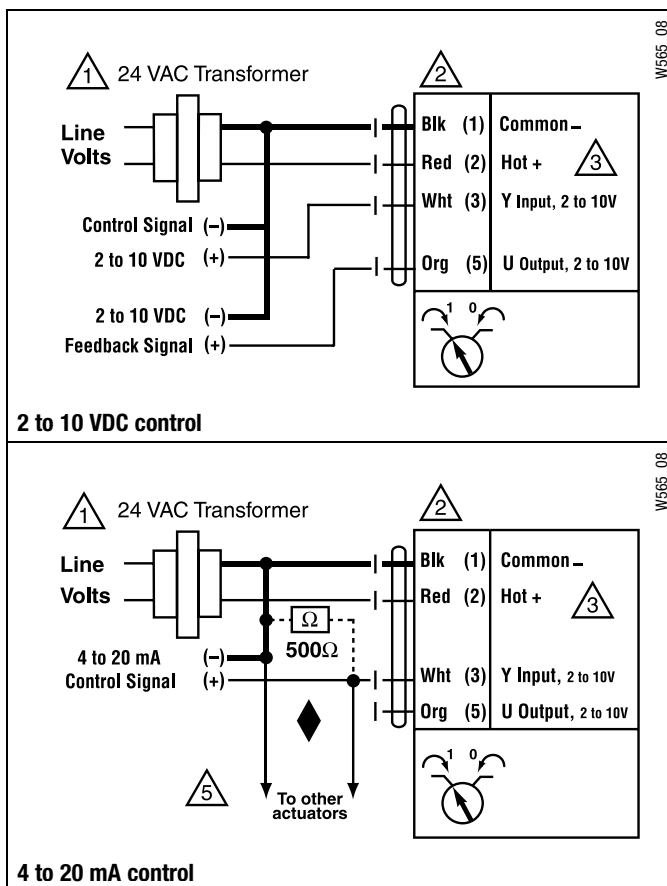 W565_08
1 24 VAC Transformer
2
Line
Volts
Blk (1) Common –
Red (2) Hot +
3
Wht (3) Y Input, 2 to 10V
Control Signal (–)
2 to 10 VDC (+)
Org (5) U Output, 2 to 10V
2 to 10 VDC (–)
Feedback Signal (+)
1 0
2 to 10 VDC control
W565_08
1 24 VAC Transformer
2
Line
Volts
Blk (1) Common –
Red (2) Hot +
3
Ω
500Ω
4 to 20 mA (–)
Control Signal (+)
Wht (3) Y Input, 2 to 10V
Org (5) U Output, 2 to 10V
5
To other
actuators
1 0
4 to 20 mA control